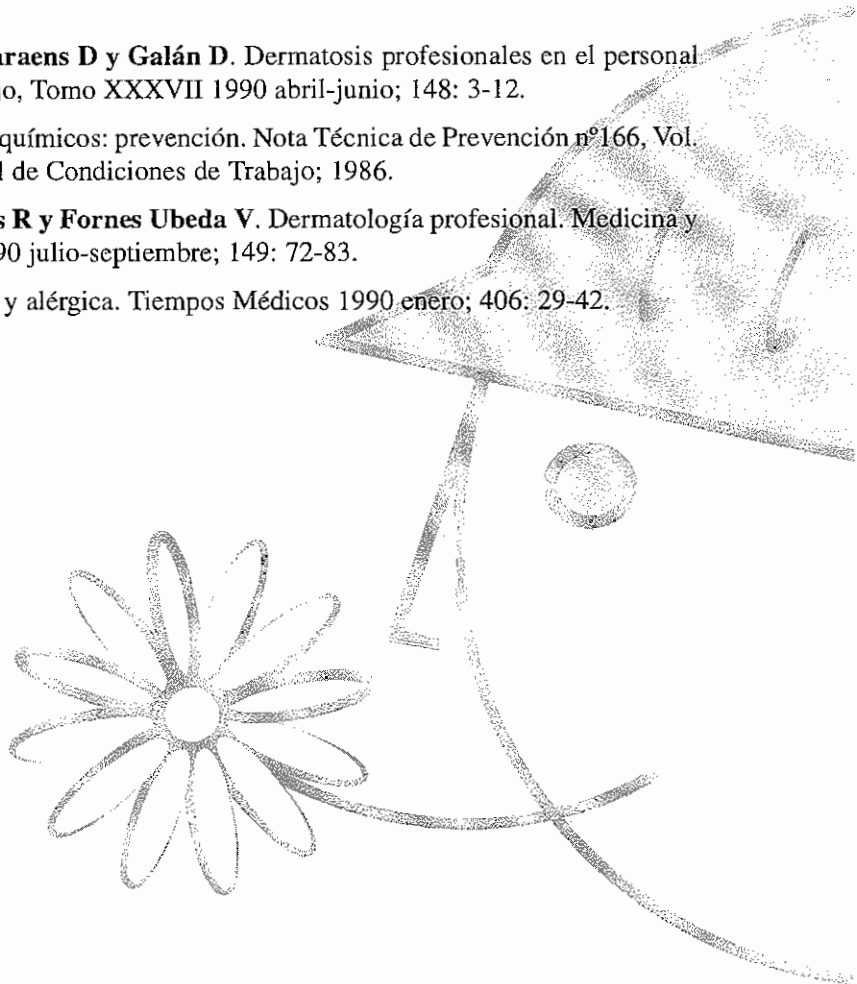 araens D y Galán D. Dermatosis profesionales en el personal
jo, Tomo XXXVII 1990 abril-junio; 148: 3-12.
químicos: prevención. Nota Técnica de Prevención nº166, Vol.
l de Condiciones de Trabajo; 1986.
s R y Fornes Ubeda V. Dermatología profesional. Medicina y
90 julio-septiembre; 149: 72-83.
y alérgica. Tiempos Médicos 1990 enero; 406: 29-42.